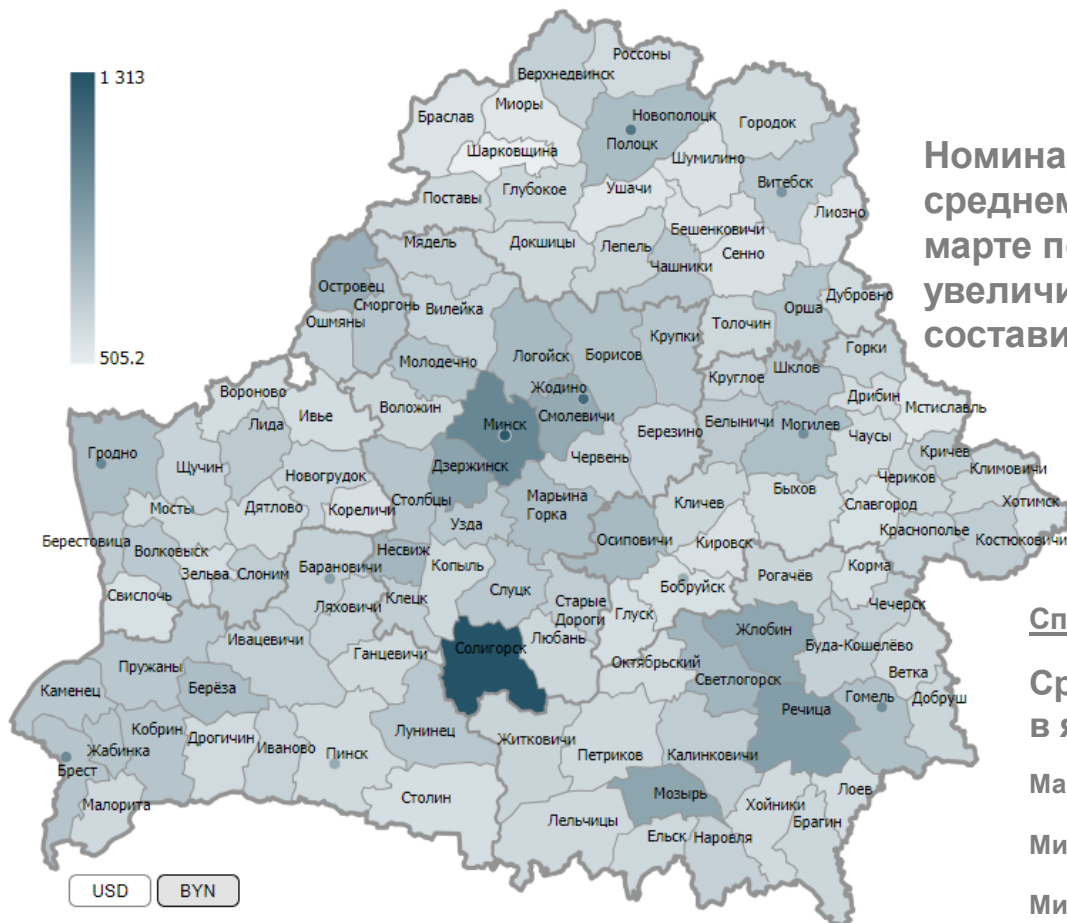 1 313
505.2
Россоны
Верхнедвинск
Миоры
Браслав
Новополоцк
Городок
Полоцк
Шарковщина
Шумилино
Глубокое
Ушачи
Витебск
Поставы
Лиозно
Бешенковичи
Мядель
Докшицы
Лепель
Сенно
Чашники
Островец
Сморгонь
Вилейка
Дубровно
Орша
Ошмяны
Толочин
Крупки
Логойск
Борисов
Молодечно
Горки
Шклов
Круглое
Жодино
Вороново
Дрибин
Ивье
Воложин
Мстиславль
Смолевичи
Лида
Минск
Белыничи
Могилев
Березино
Чаусы
Гродно
Кричев
Червень
Щучин
Дзержинск
Климовичи
Новогрудок
Чериков
Быхов
Марьина
Горка
Столбцы
Кличев
Славгород
Хотимск
Мосты
Дятлово
Кореличи
Узда
Краснополье
Берестовица
Осиповичи
Кировск
Костюковичи
Волковыск
Несвиж
Барановичи
Копыль
Корма
Зельва
Слоним
Рогачёв
Бобруйск
Слуцк
Свислочь
Клецк
Старые
Дороги
Ляховичи
Чечерск
Глуск
Жлобин
Ивацевичи
Любань
Буда-Кошелёво
Солигорск
Ганцевичи
Октябрьский
Пружаны
Ветка
Светлогорск
Каменец
Берёза
Добруш
Гомель
Речица
Кобрин
Лунинец
Дрогичин
Житковичи
Жабинка
Иваново
Пинск
Петриков
Калинковичи
Брест
Лоев
Мозырь
Столин
Малорита
Хойники
Лельчицы
Брагин
Ельск
Наровля
USD
BYN
Номина
среднем
марте по
увеличи
состави
Сп
Ср
в я
Ма
Ми
Ми